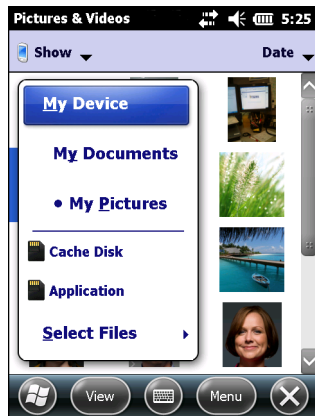 Pictures & Videos 5:25
Show Date
My Device
My Documents
• My Pictures
Cache Disk
Application
Select Files
View Menu